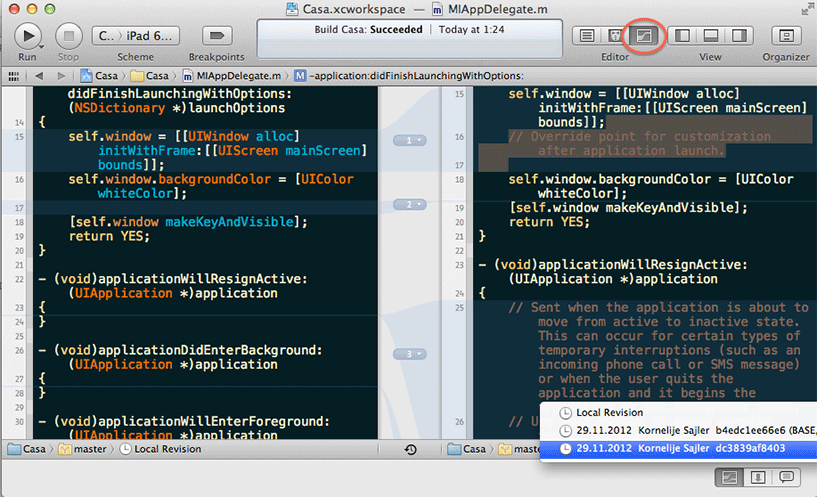 Casa.xcworkspace — MIAppDelegate.m
Build Casa: Succeeded | Today at 1:24
C.. › iPad 6...
Run Stop Scheme Breakpoints Editor View Organizer
Casa › Casa › MIAppDelegate.m › M -application:didFinishLaunchingWithOptions:
didFinishLaunchingWithOptions:
(NSDictionary *)launchOptions
14 {
15 self.window = [[UIWindow alloc]
initWithFrame:[[UIScreen mainScreen]
bounds]];
16 self.window.backgroundColor = [UIColor
whiteColor];
17
18 [self.window makeKeyAndVisible];
19 return YES;
20 }
21
22 - (void)applicationWillResignActive:
(UIApplication *)application
23 {
24 }
25
26 - (void)applicationDidEnterBackground:
(UIApplication *)application
27 {
28 }
29
30 - (void)applicationWillEnterForeground:
(UIApplication *)application
1
2
3
15 self.window = [[UIWindow alloc]
initWithFrame:[[UIScreen mainScreen]
bounds]];
16 // Override point for customization
after application launch.
17
18 self.window.backgroundColor = [UIColor
whiteColor];
19 [self.window makeKeyAndVisible];
20 return YES;
21 }
22
23 - (void)applicationWillResignActive:
(UIApplication *)application
24 {
25 // Sent when the application is about to
move from active to inactive state.
This can occur for certain types of
temporary interruptions (such as an
incoming phone call or SMS message)
or when the user quits the
application and it begins the
26 // U
Local Revision
29.11.2012 Kornelije Sajler b4edc1ee66e6 (BASE,
29.11.2012 Kornelije Sajler dc3839af8403
Casa › master › Local Revision
Casa › mast